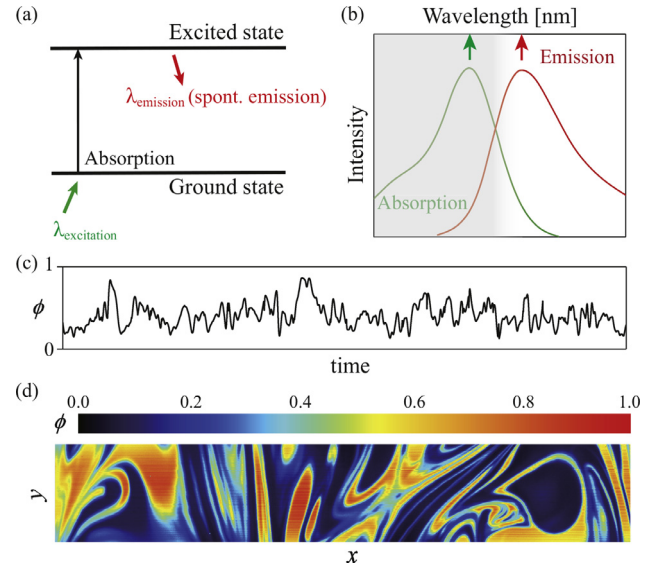 (a)
Excited state
λemission (spont. emission)
Absorption
Ground state
λexcitation
(b)
Wavelength [nm]
Emission
Intensity
Absorption
(c)
1
ϕ
0
time
(d)
0.0 0.2 0.4 0.6 0.8 1.0
ϕ
y
x